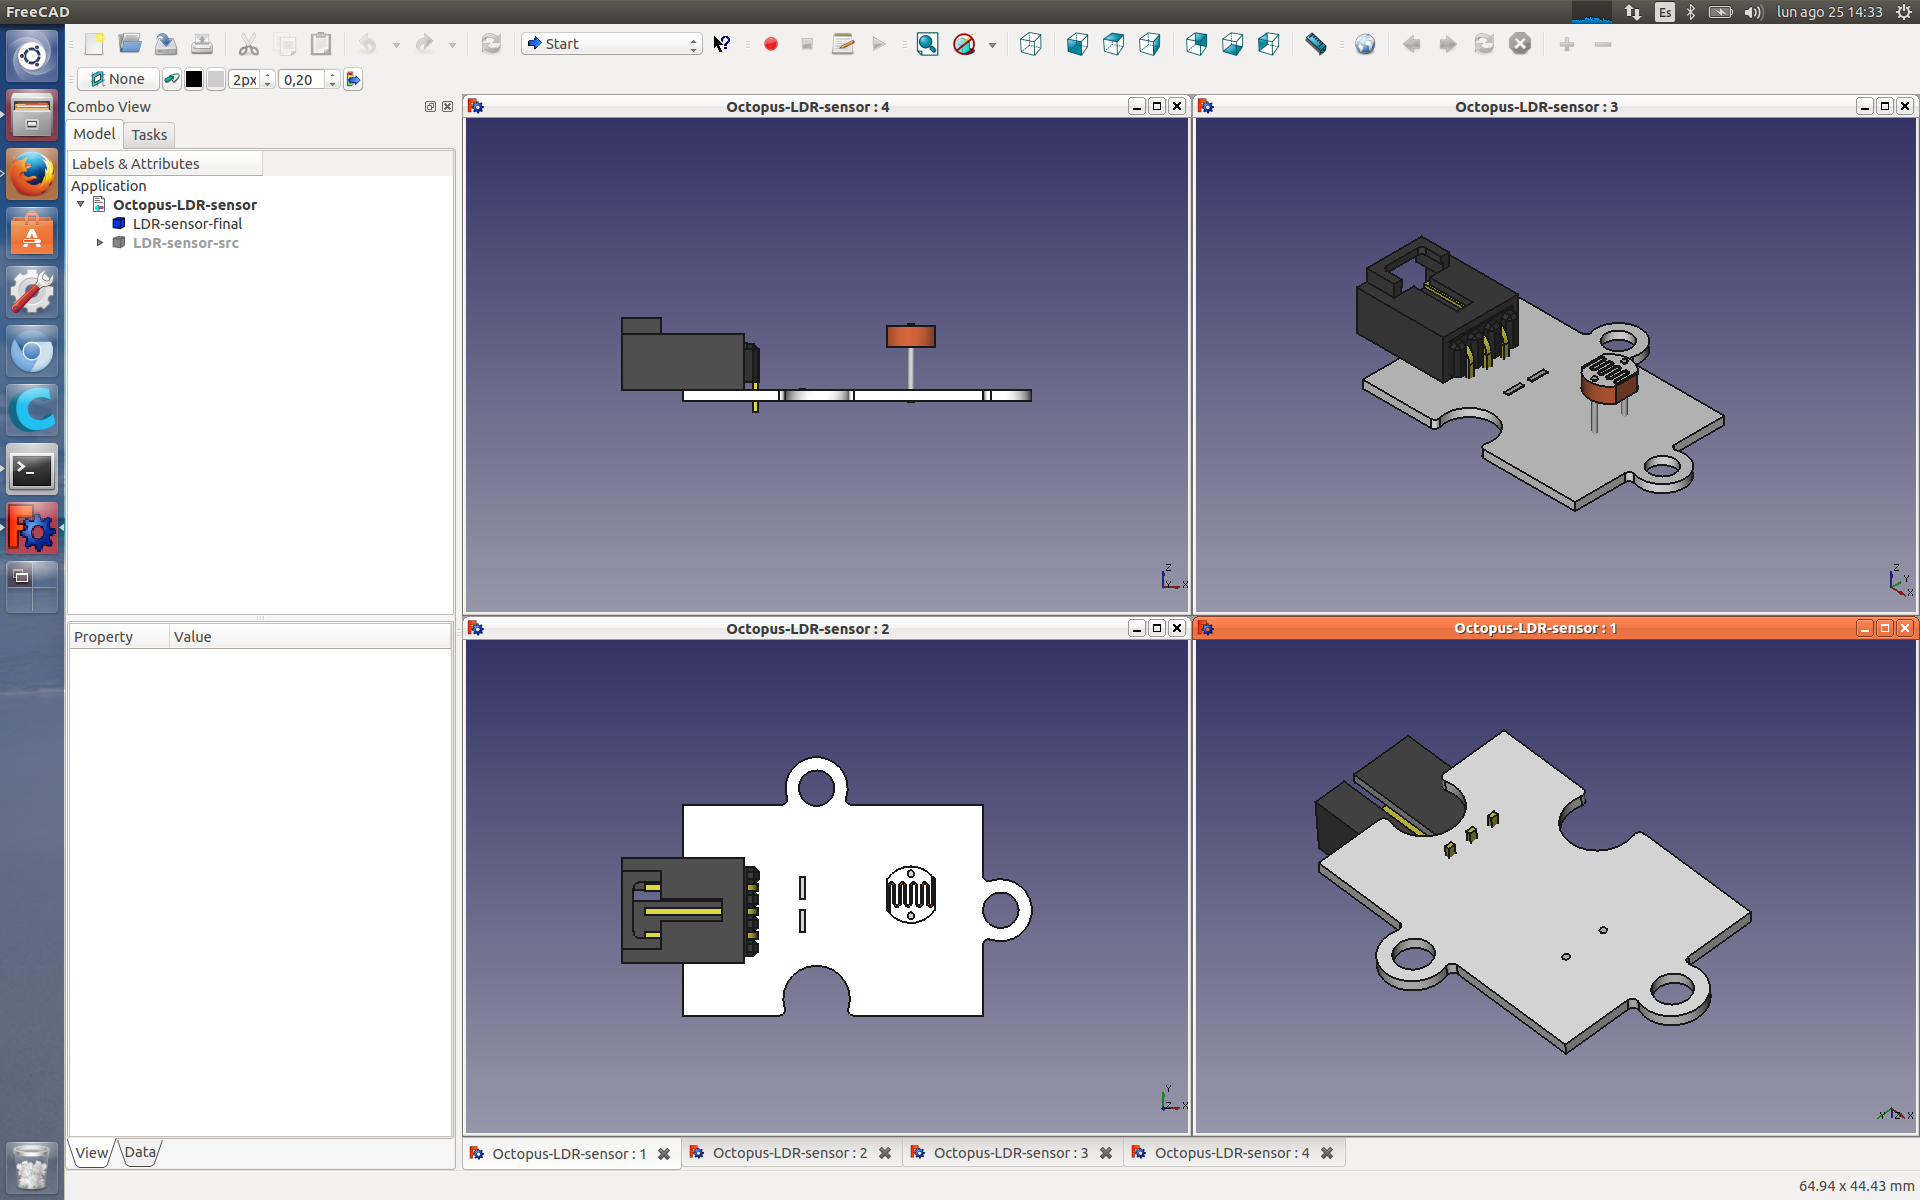 FreeCAD
Es
lun ago 25 14:33
Start
None
2px
0,20
Combo View
Model
Tasks
Labels & Attributes
Application
Octopus-LDR-sensor
LDR-sensor-final
LDR-sensor-src
Property
Value
View
Data
Octopus-LDR-sensor : 4
Z
Y
X
Octopus-LDR-sensor : 3
Z
Y
X
Octopus-LDR-sensor : 2
Y
Z
X
Octopus-LDR-sensor : 1
Y
Z
X
Octopus-LDR-sensor : 1
Octopus-LDR-sensor : 2
Octopus-LDR-sensor : 3
Octopus-LDR-sensor : 4
64.94 x 44.43 mm